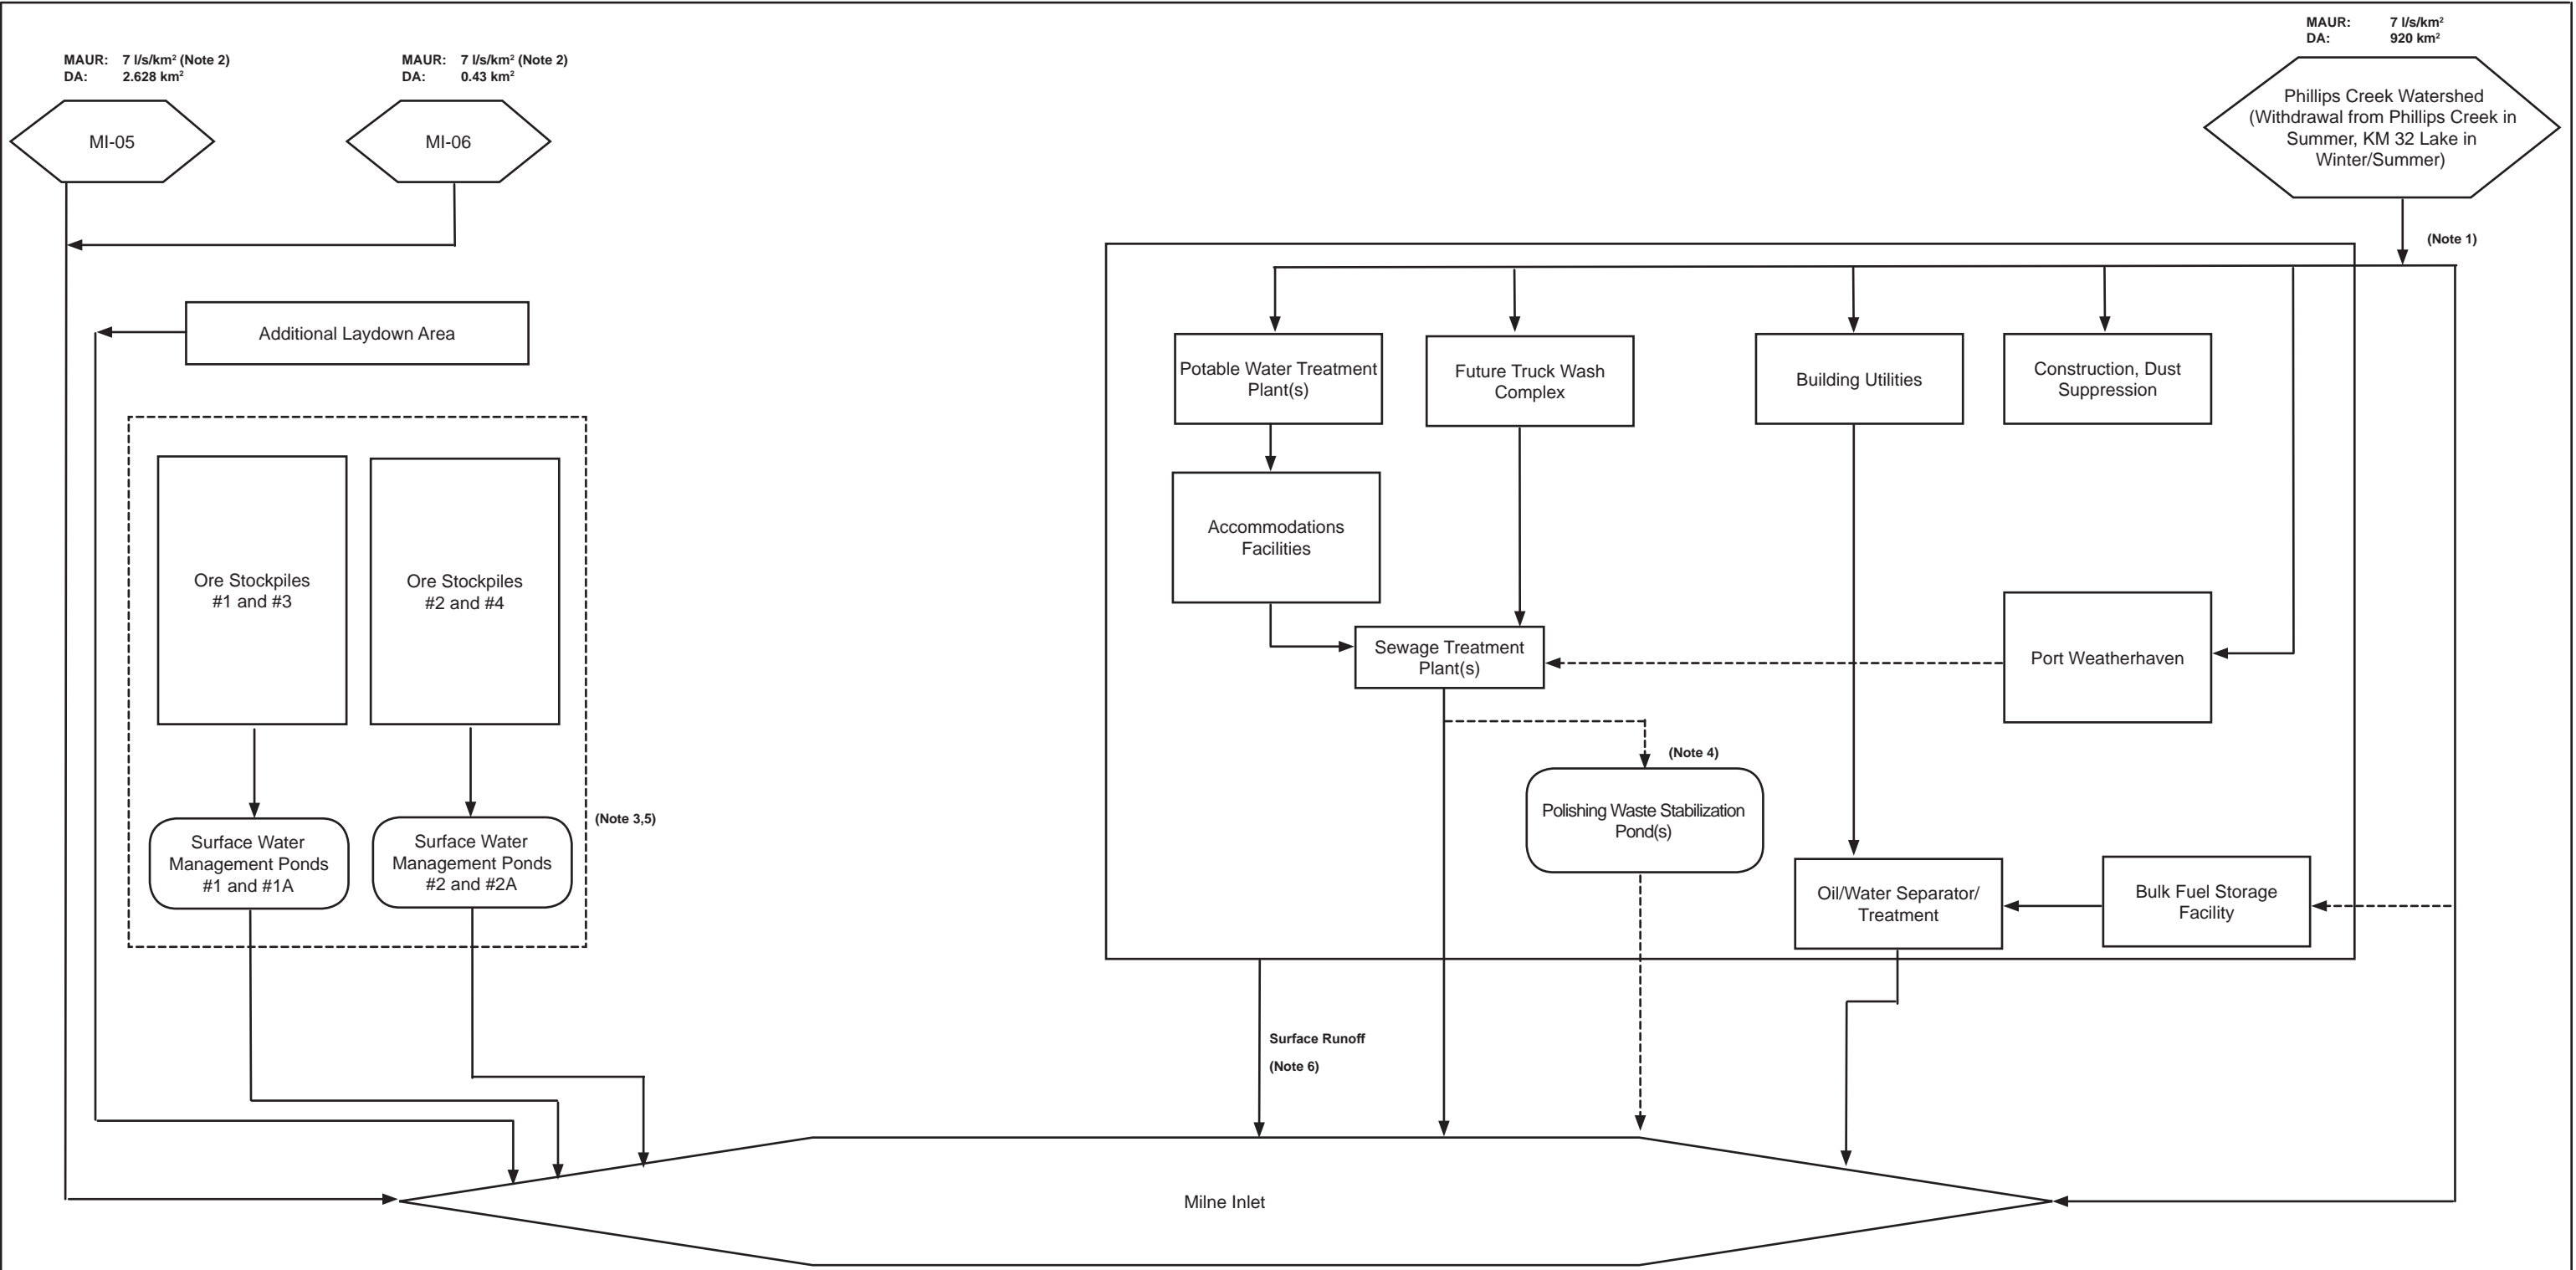 MAUR: 7 l/s/km²
DA: 920 km²
MAUR: 7 l/s/km² (Note 2)
DA: 2.628 km²
MAUR: 7 l/s/km² (Note 2)
DA: 0.43 km²
MI-05
MI-06
Phillips Creek Watershed
(Withdrawal from Phillips Creek in
Summer, KM 32 Lake in
Winter/Summer)
(Note 1)
Additional Laydown Area
Potable Water Treatment
Plant(s)
Future Truck Wash
Complex
Building Utilities
Construction, Dust
Suppression
Accommodations
Facilities
Ore Stockpiles
#1 and #3
Ore Stockpiles
#2 and #4
Sewage Treatment
Plant(s)
Port Weatherhaven
(Note 4)
Polishing Waste Stabilization
Pond(s)
(Note 3,5)
Surface Water
Management Ponds
#1 and #1A
Surface Water
Management Ponds
#2 and #2A
Oil/Water Separator/
Treatment
Bulk Fuel Storage
Facility
Surface Runoff
(Note 6)
Milne Inlet